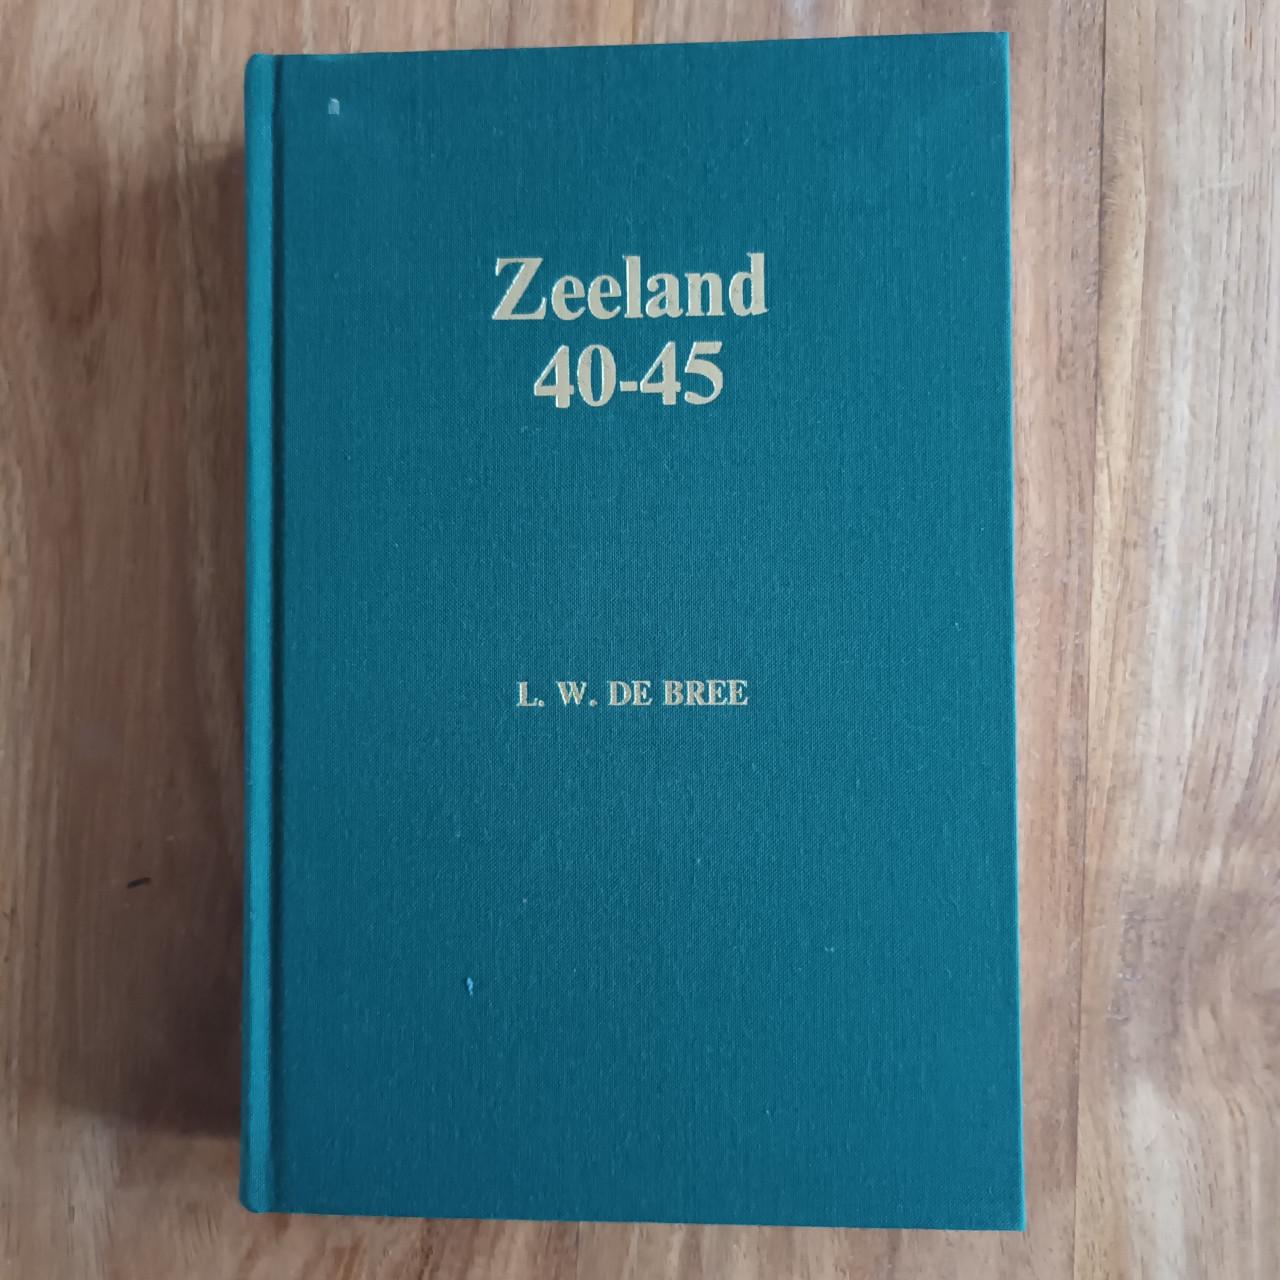 Zeeland
40-45
L. W. DE BREE